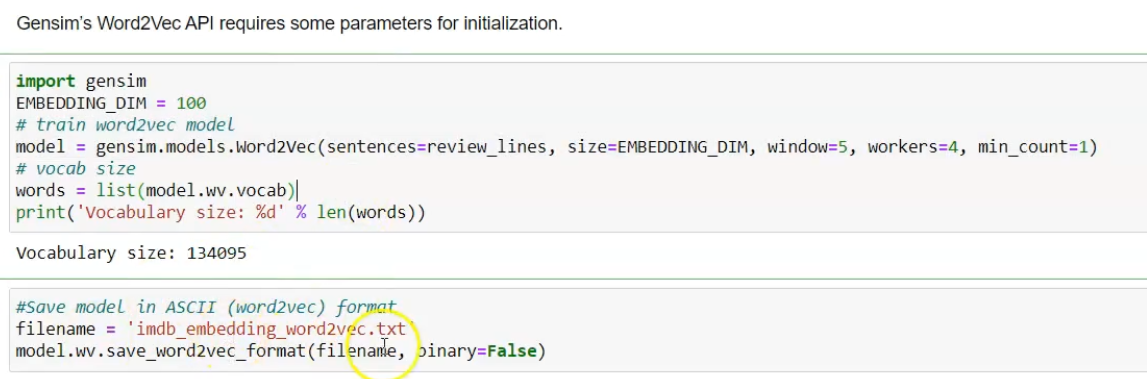 Gensim's Word2Vec API requires some parameters for initialization.
import gensim
EMBEDDING_DIM = 100
# train word2vec model
model = gensim.models.Word2Vec(sentences=review_lines, size=EMBEDDING_DIM, window=5, workers=4, min_count=1)
# vocab size
words = list(model.wv.vocab)
print('Vocabulary size: %d' % len(words))
Vocabulary size: 134095
#Save model in ASCII (word2vec) format
filename = 'imdb_embedding_word2vec.txt'
model.wv.save_word2vec_format(filename, binary=False)